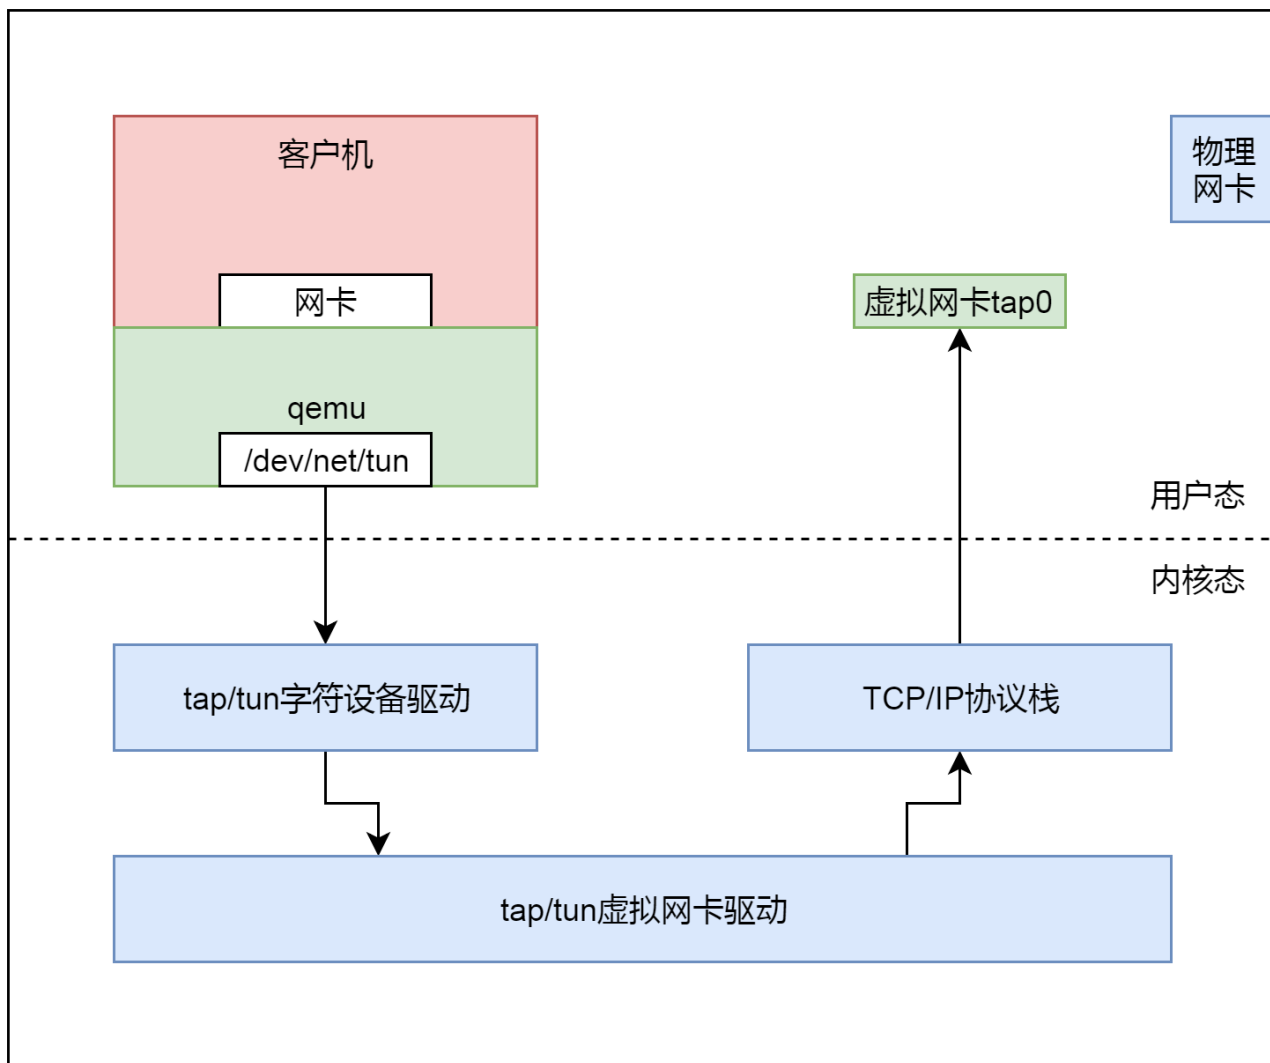 客户机
物理
网卡
网卡
虚拟网卡tap0
qemu
/dev/net/tun
用户态
内核态
tap/tun字符设备驱动
TCP/IP协议栈
tap/tun虚拟网卡驱动